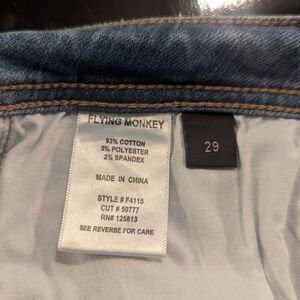 FLYING MONKEY
93% COTTON
5% POLYESTER
2% SPANDEX
MADE IN CHINA
STYLE # F4115
CUT # 50777
RN# 125813
SEE REVERSE FOR CARE
29